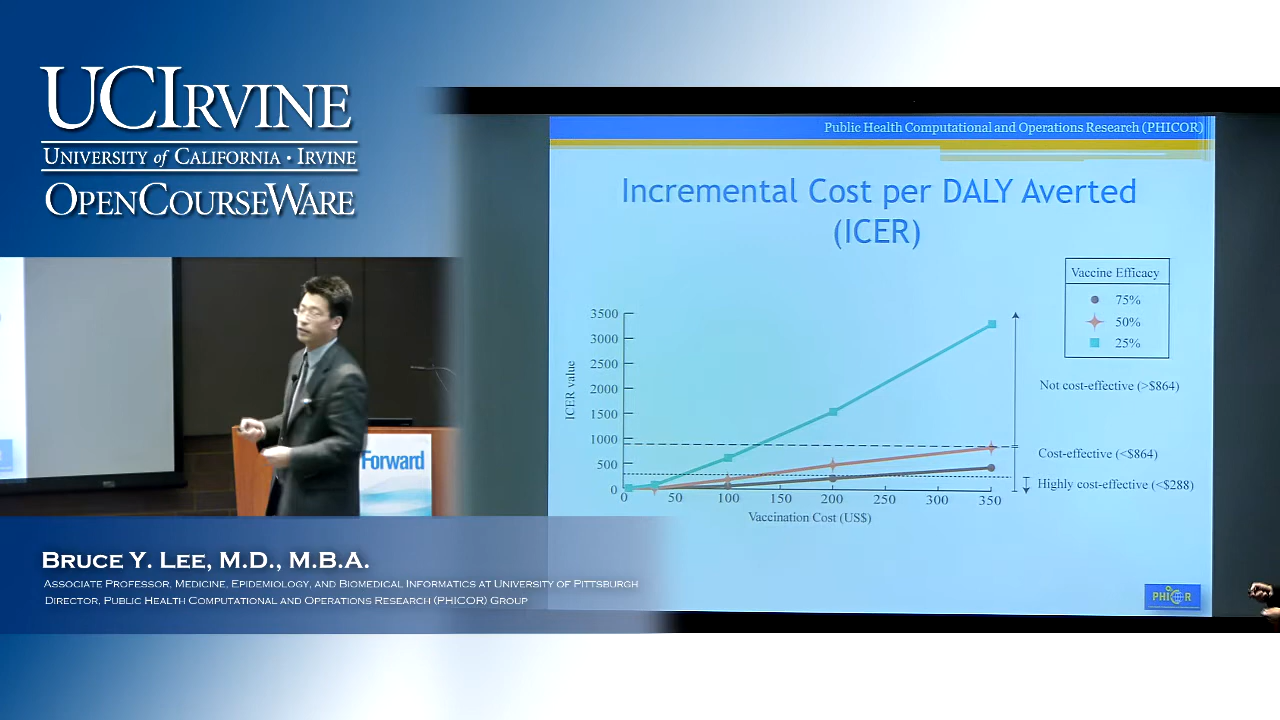 UCIRVINE
UNIVERSITY of CALIFORNIA · IRVINE
OPENCOURSEWARE
Public Health Computational and Operations Research (PHICOR)
Incremental Cost per DALY Averted
(ICER)
Vaccine Efficacy
75%
50%
25%
3500
3000
2500
2000
1500
1000
500
0
ICER value
0 50 100 150 200 250 300 350
Vaccination Cost (US$)
Not cost-effective (>$864)
Cost-effective (<$864)
Highly cost-effective (<$288)
PHICOR
Forward
BRUCE Y. LEE, M.D., M.B.A.
ASSOCIATE PROFESSOR, MEDICINE, EPIDEMIOLOGY, AND BIOMEDICAL INFORMATICS AT UNIVERSITY OF PITTSBURGH
DIRECTOR, PUBLIC HEALTH COMPUTATIONAL AND OPERATIONS RESEARCH (PHICOR) GROUP